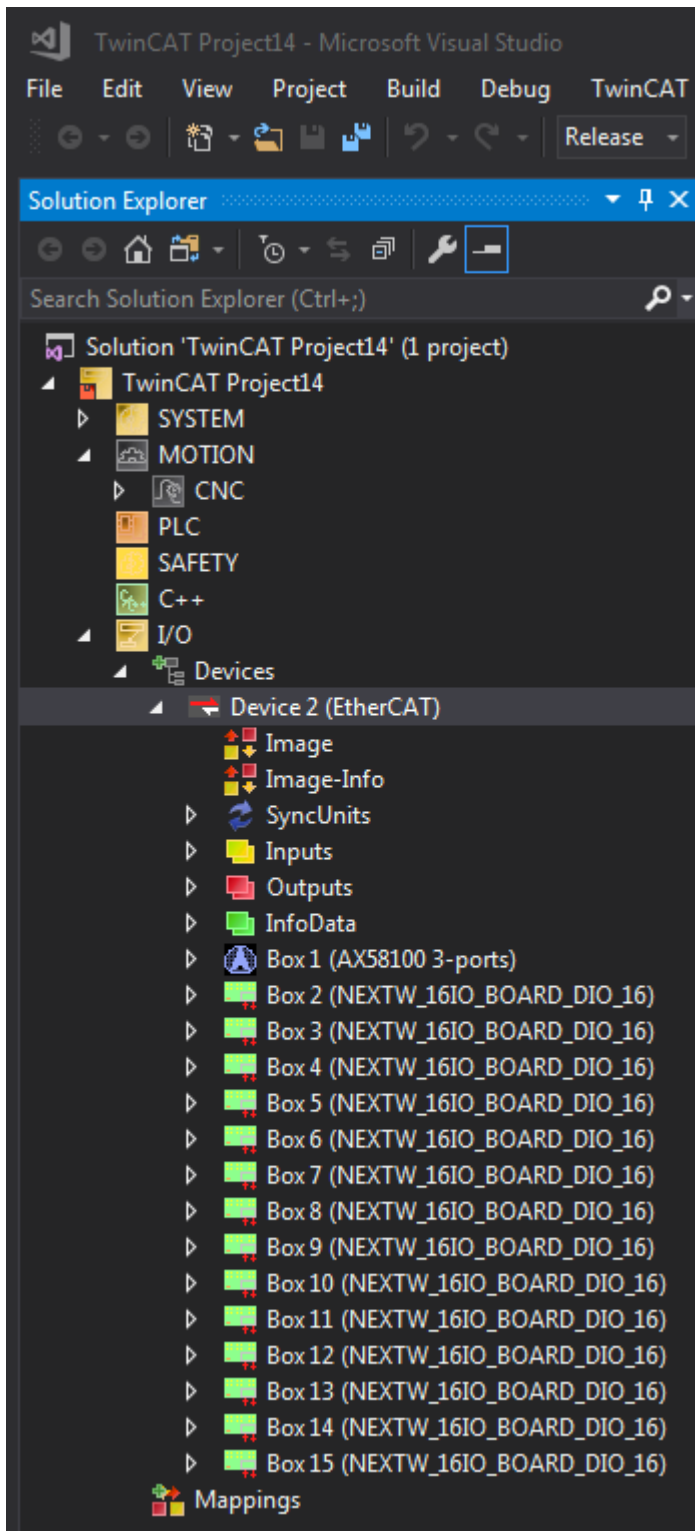 TwinCAT Project14 - Microsoft Visual Studio
File Edit View Project Build Debug TwinCAT
Release
Solution Explorer
Search Solution Explorer (Ctrl+;)
Solution 'TwinCAT Project14' (1 project)
TwinCAT Project14
SYSTEM
MOTION
CNC
PLC
SAFETY
C++
I/O
Devices
Device 2 (EtherCAT)
Image
Image-Info
SyncUnits
Inputs
Outputs
InfoData
Box 1 (AX58100 3-ports)
Box 2 (NEXTW_16IO_BOARD_DIO_16)
Box 3 (NEXTW_16IO_BOARD_DIO_16)
Box 4 (NEXTW_16IO_BOARD_DIO_16)
Box 5 (NEXTW_16IO_BOARD_DIO_16)
Box 6 (NEXTW_16IO_BOARD_DIO_16)
Box 7 (NEXTW_16IO_BOARD_DIO_16)
Box 8 (NEXTW_16IO_BOARD_DIO_16)
Box 9 (NEXTW_16IO_BOARD_DIO_16)
Box 10 (NEXTW_16IO_BOARD_DIO_16)
Box 11 (NEXTW_16IO_BOARD_DIO_16)
Box 12 (NEXTW_16IO_BOARD_DIO_16)
Box 13 (NEXTW_16IO_BOARD_DIO_16)
Box 14 (NEXTW_16IO_BOARD_DIO_16)
Box 15 (NEXTW_16IO_BOARD_DIO_16)
Mappings